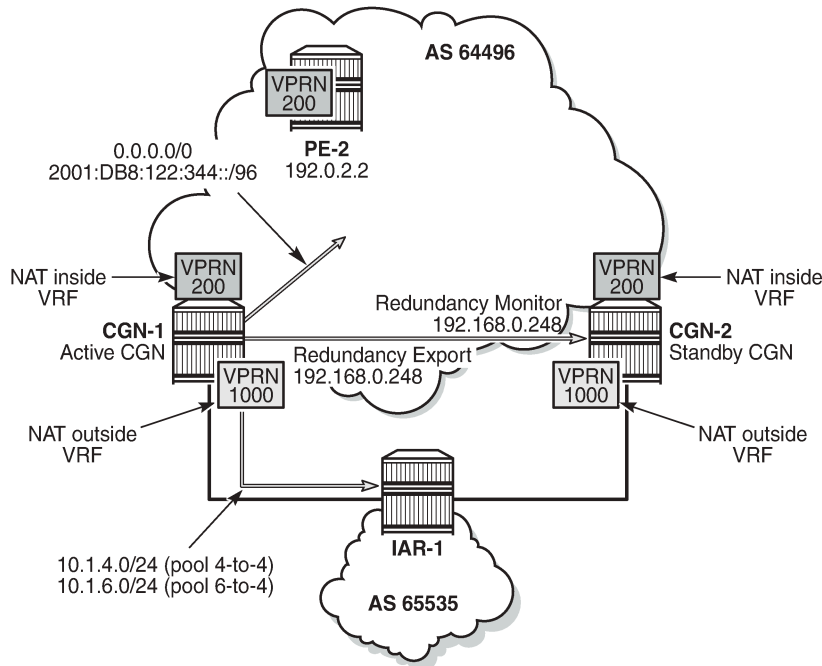 AS 64496
VPRN
200
PE-2
192.0.2.2
0.0.0.0/0
2001:DB8:122:344::/96
NAT inside
VRF
VPRN
200
CGN-1
Active CGN
VPRN
1000
NAT outside
VRF
Redundancy Monitor
192.168.0.248
Redundancy Export
192.168.0.248
VPRN
200
NAT inside
VRF
CGN-2
Standby CGN
VPRN
1000
NAT outside
VRF
10.1.4.0/24 (pool 4-to-4)
10.1.6.0/24 (pool 6-to-4)
IAR-1
AS 65535